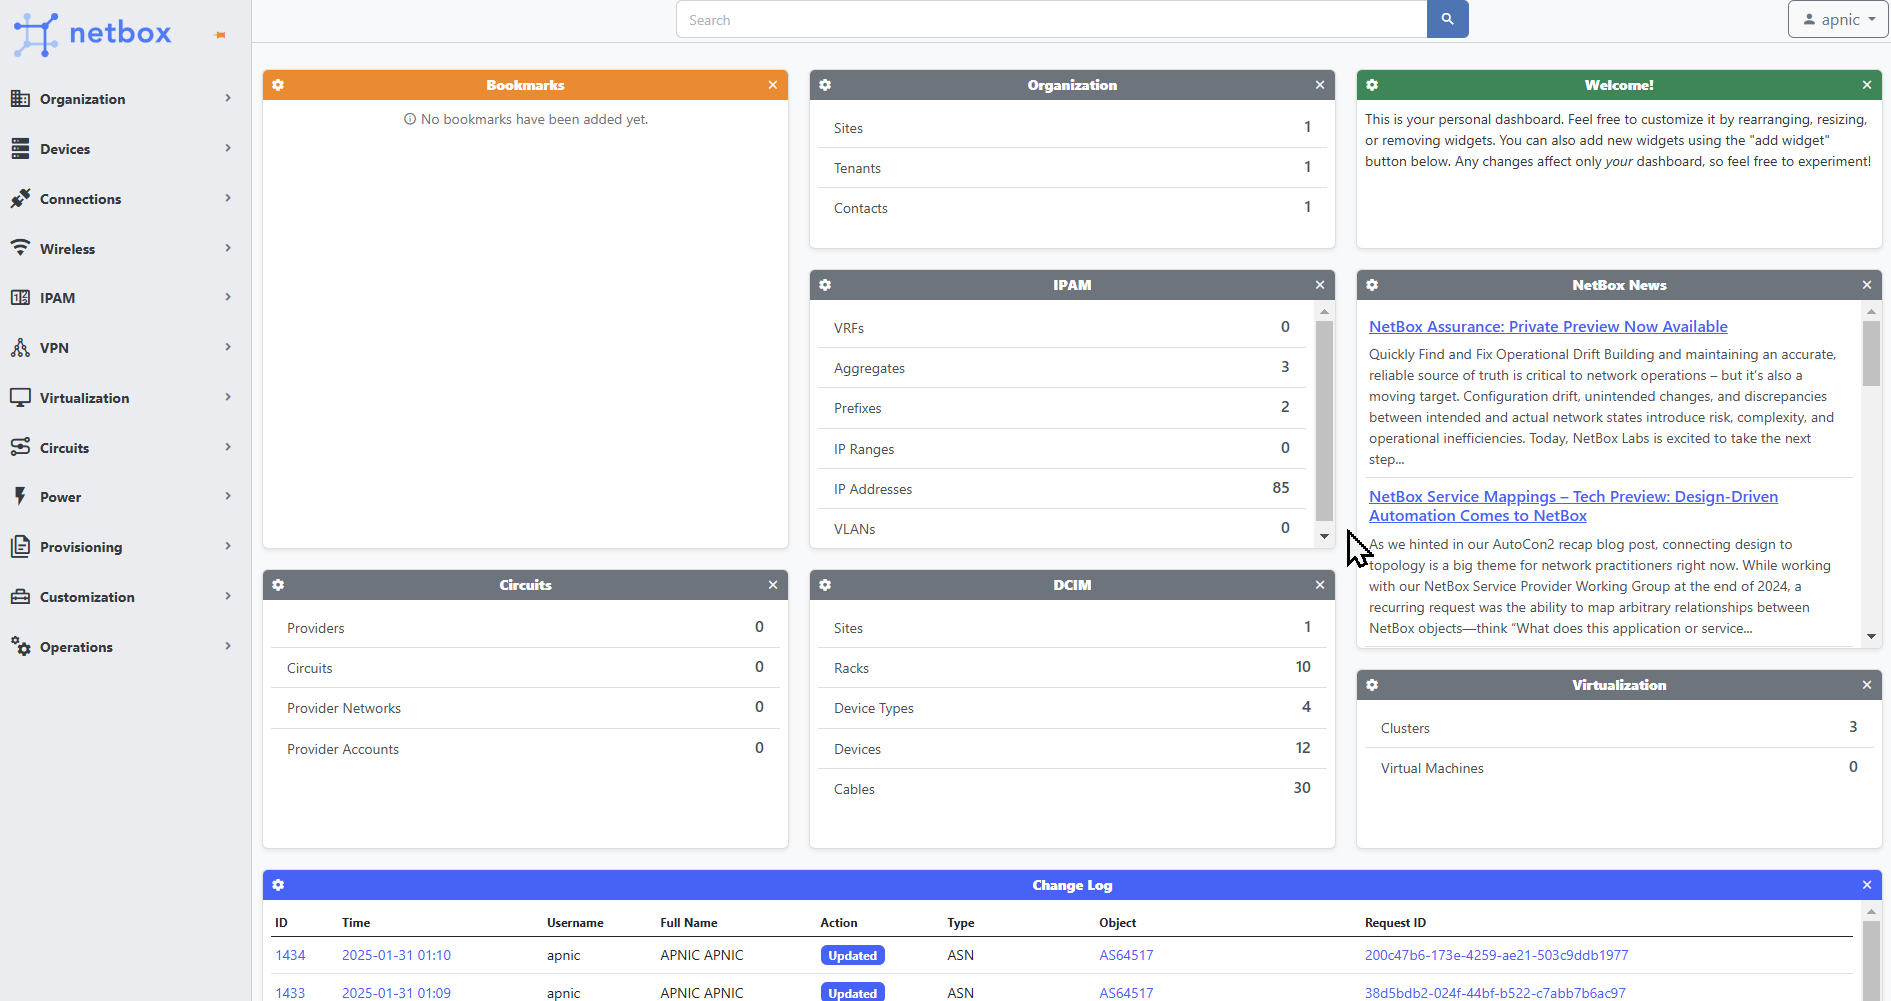 netbox
Search
apnic
Organization
Devices
Connections
Wireless
IPAM
VPN
Virtualization
Circuits
Power
Provisioning
Customization
Operations
Bookmarks
No bookmarks have been added yet.
Organization
Sites 1
Tenants 1
Contacts 1
Welcome!
This is your personal dashboard. Feel free to customize it by rearranging, resizing,
or removing widgets. You can also add new widgets using the "add widget"
button below. Any changes affect only your dashboard, so feel free to experiment!
IPAM
VRFs 0
Aggregates 3
Prefixes 2
IP Ranges 0
IP Addresses 85
VLANs 0
NetBox News
NetBox Assurance: Private Preview Now Available
Quickly Find and Fix Operational Drift Building and maintaining an accurate,
reliable source of truth is critical to network operations – but it’s also a
moving target. Configuration drift, unintended changes, and discrepancies
between intended and actual network states introduce risk, complexity, and
operational inefficiencies. Today, NetBox Labs is excited to take the next
step...
NetBox Service Mappings – Tech Preview: Design-Driven
Automation Comes to NetBox
As we hinted in our AutoCon2 recap blog post, connecting design to
topology is a big theme for network practitioners right now. While working
with our NetBox Service Provider Working Group at the end of 2024, a
recurring request was the ability to map arbitrary relationships between
NetBox objects—think “What does this application or service...
Circuits
Providers 0
Circuits 0
Provider Networks 0
Provider Accounts 0
DCIM
Sites 1
Racks 10
Device Types 4
Devices 12
Cables 30
Virtualization
Clusters 3
Virtual Machines 0
Change Log
ID Time Username Full Name Action Type Object Request ID
1434 2025-01-31 01:10 apnic APNIC APNIC Updated ASN AS64517 200c47b6-173e-4259-ae21-503c9ddb1977
1433 2025-01-31 01:09 apnic APNIC APNIC Updated ASN AS64517 38d5bdb2-024f-44bf-b522-c7abb7b6ac97